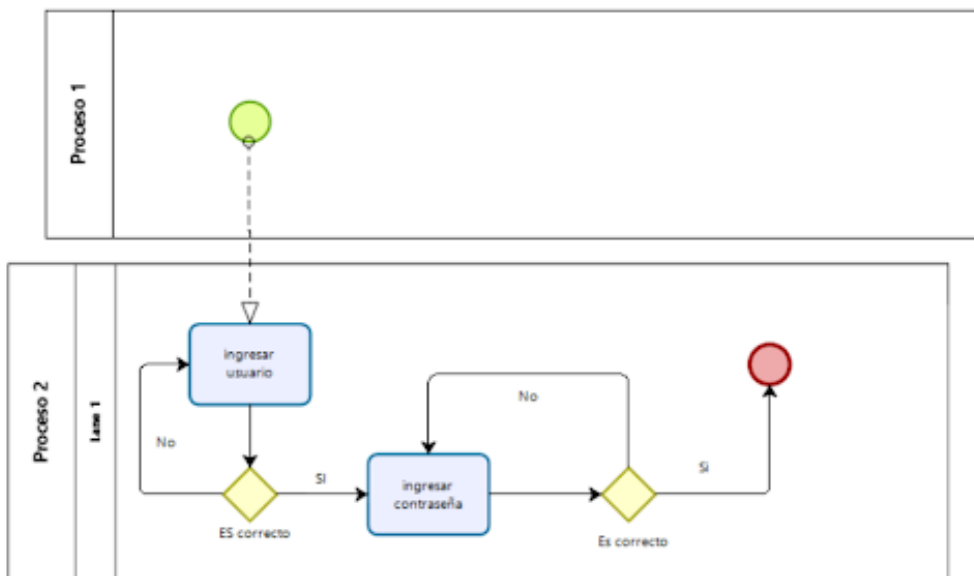 Proceso 1
Proceso 2
Lane 1
ingresar
usuario
No
Si
ES correcto
ingresar
contraseña
No
Si
Es correcto